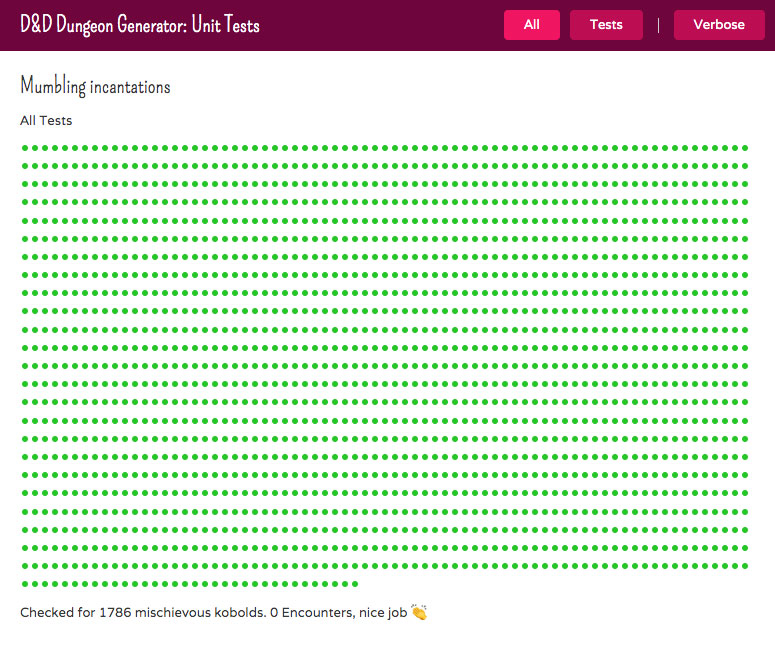 D&D Dungeon Generator: Unit Tests
All Tests | Verbose
Mumbling incantations
All Tests
Checked for 1786 mischievous kobolds. 0 Encounters, nice job 👏